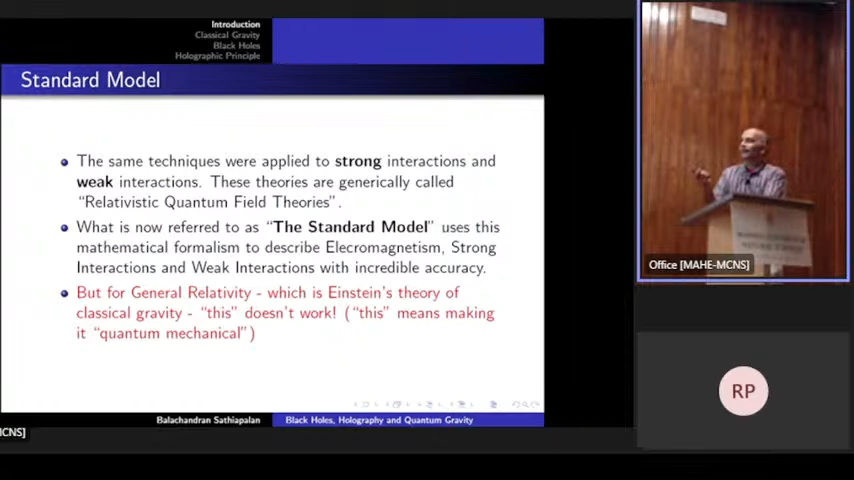 Introduction
Classical Gravity
Black Holes
Holographic Principle
Standard Model
The same techniques were applied to strong interactions and
weak interactions. These theories are generically called
“Relativistic Quantum Field Theories”.
What is now referred to as “The Standard Model” uses this
mathematical formalism to describe Elecromagnetism, Strong
Interactions and Weak Interactions with incredible accuracy.
But for General Relativity - which is Einstein's theory of
classical gravity - “this” doesn't work! (“this” means making
it “quantum mechanical”)
Balachandran Sathiapalan
Black Holes, Holography and Quantum Gravity
MCNS]
Office [MAHE-MCNS]
RP